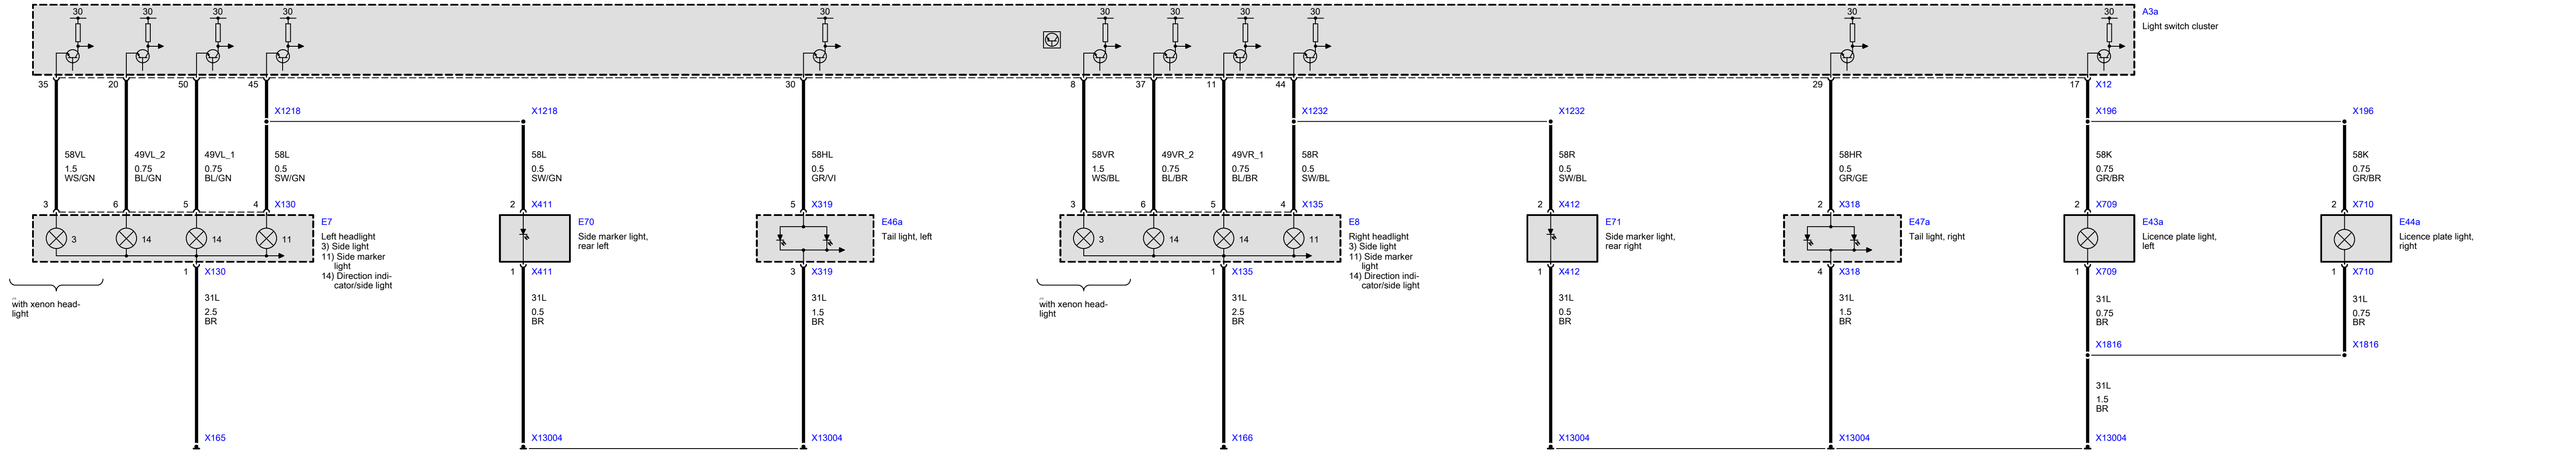 30 30 30 30 30 30 30 30 30 30 30 A3a
Light switch cluster
35 20 50 45 30 8 37 11 44 29 17 X12
X1218 X1218 X1232 X1232 X196 X196
58VL 49VL_2 49VL_1 58L 58L 58HL 58VR 49VR_2 49VR_1 58R 58R 58HR 58K 58K
1.5 0.75 0.75 0.5 0.5 0.5 1.5 0.75 0.75 0.5 0.5 0.5 0.75 0.75
WS/GN BL/GN BL/GN SW/GN SW/GN GR/VI WS/BL BL/BR BL/BR SW/BL SW/BL GR/GE GR/BR GR/BR
3 6 5 4 X130 2 X411 5 X319 3 6 5 4 X135 2 X412 2 X318 2 X709 2 X710
3 14 14 11
E7
Left headlight
3) Side light
11) Side marker
light
14) Direction indi-
cator/side light
E70
Side marker light,
rear left
E46a
Tail light, left
3 14 14 11
E8
Right headlight
3) Side light
11) Side marker
light
14) Direction indi-
cator/side light
E71
Side marker light,
rear right
E47a
Tail light, right
E43a
Licence plate light,
left
E44a
Licence plate light,
right
1 X130 1 X411 3 X319 1 X135 1 X412 4 X318 1 X709 1 X710
with xenon head-
light
with xenon head-
light
31L 31L 31L 31L 31L 31L 31L 31L
2.5 0.5 1.5 2.5 0.5 1.5 0.75 0.75
BR BR BR BR BR BR BR BR
X1816 X1816
31L
1.5
BR
X165 X13004 X13004 X166 X13004 X13004 X13004